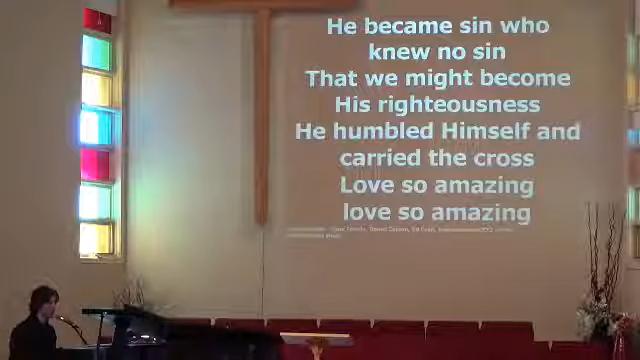 He became sin who
knew no sin
That we might become
His righteousness
He humbled Himself and
carried the cross
Love so amazing
love so amazing